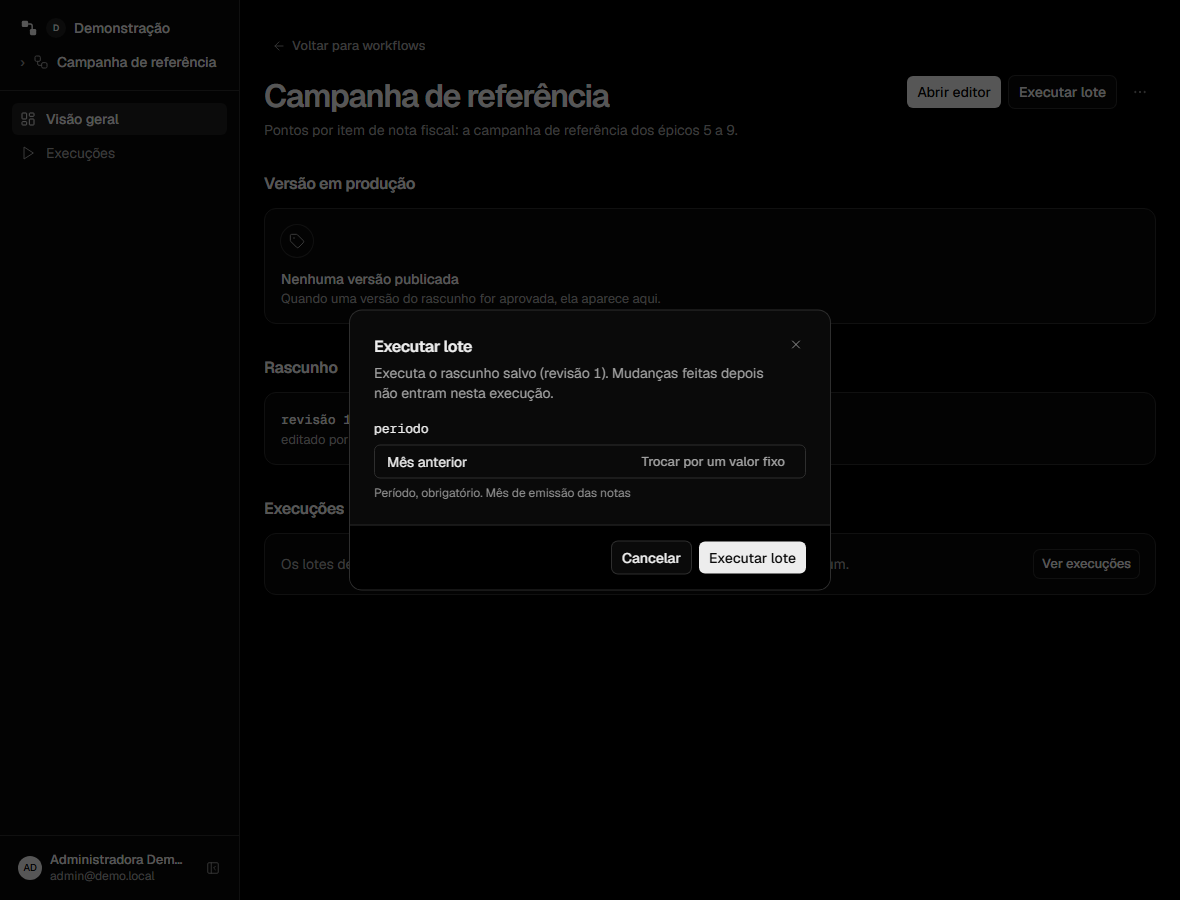 D Demonstração
Campanha de referência
Visão geral
Execuções
Voltar para workflows
Campanha de referência
Abrir editor
Executar lote
Pontos por item de nota fiscal: a campanha de referência dos épicos 5 a 9.
Versão em produção
Nenhuma versão publicada
Quando uma versão do rascunho for aprovada, ela aparece aqui.
Rascunho
revisão 1
editado por
Execuções
Os lotes de
Ver execuções
Executar lote
Executa o rascunho salvo (revisão 1). Mudanças feitas depois
não entram nesta execução.
periodo
Mês anterior Trocar por um valor fixo
Período, obrigatório. Mês de emissão das notas
Cancelar Executar lote
AD Administradora Dem...
admin@demo.local